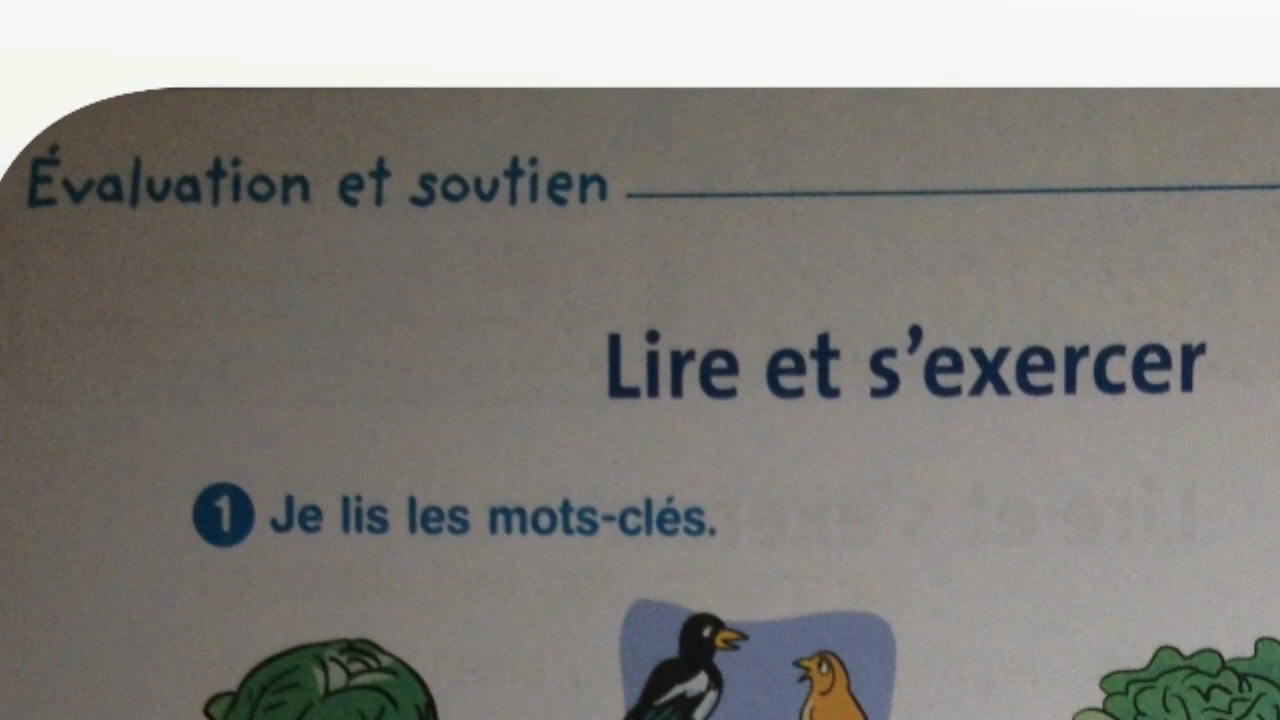 Évaluation et soutien
Lire et s'exercer
1 Je lis les mots-clés.